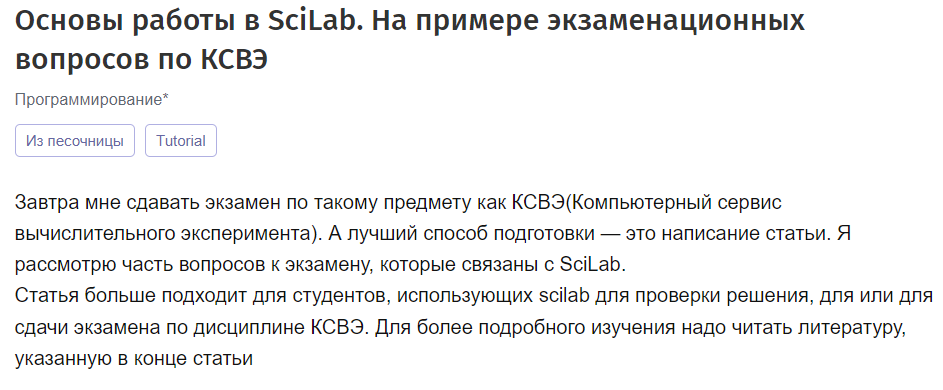 Основы работы в SciLab. На примере экзаменационных
вопросов по КСВЭ
Программирование*
Из песочницы
Tutorial
Завтра мне сдавать экзамен по такому предмету как КСВЭ(Компьютерный сервис
вычислительного эксперимента). А лучший способ подготовки — это написание статьи. Я
рассмотрю часть вопросов к экзамену, которые связаны с SciLab.
Статья больше подходит для студентов, использующих scilab для проверки решения, для или для
сдачи экзамена по дисциплине КСВЭ. Для более подробного изучения надо читать литературу,
указанную в конце статьи